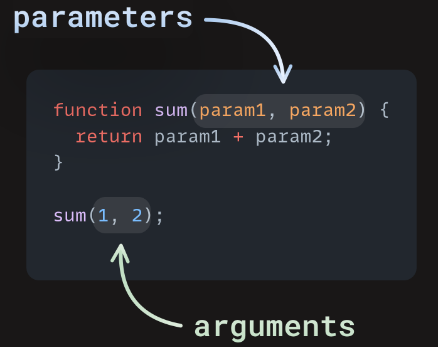 parameters
function sum(param1, param2) {
  return param1 + param2;
}
sum(1, 2);
arguments